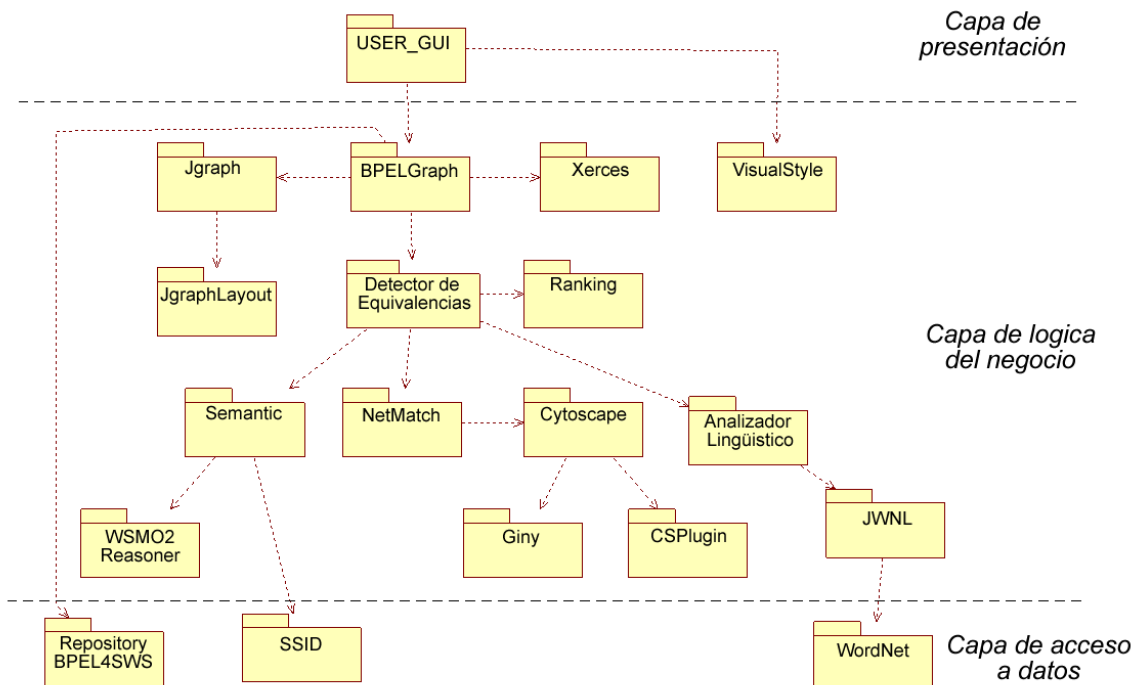 Capa de
presentación
USER_GUI
Jgraph
BPELGraph
Xerces
VisualStyle
JgraphLayout
Detector de
Equivalencias
Ranking
Capa de logica
del negocio
Semantic
NetMatch
Cytoscape
Analizador
Lingüistico
WSMO2
Reasoner
Giny
CSPlugin
JWNL
Repository
BPEL4SWS
SSID
WordNet
Capa de acceso
a datos